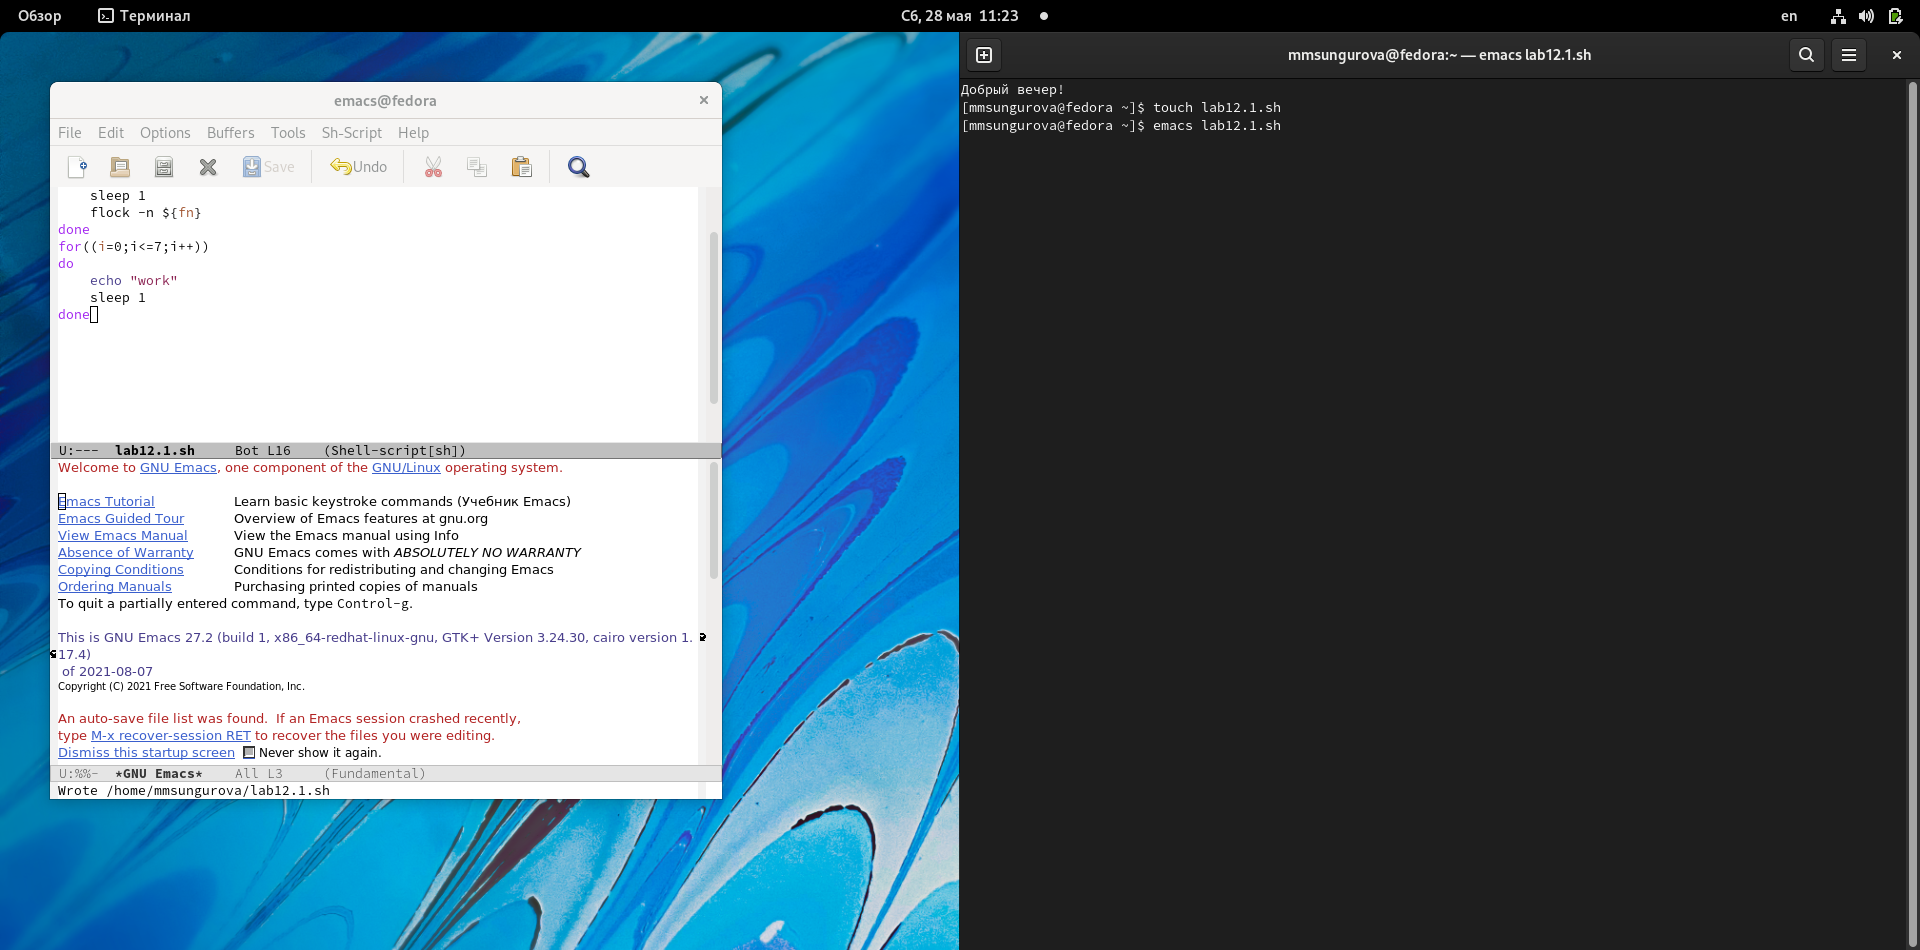 Обзор Терминал Сб, 28 мая 11:23 en
emacs@fedora
File Edit Options Buffers Tools Sh-Script Help
Save Undo
sleep 1
flock -n ${fn}
done
for((i=0;i<=7;i++))
do
echo "work"
sleep 1
done
U:--- lab12.1.sh Bot L16 (Shell-script[sh])
Welcome to GNU Emacs, one component of the GNU/Linux operating system.
Emacs Tutorial Learn basic keystroke commands (Учебник Emacs)
Emacs Guided Tour Overview of Emacs features at gnu.org
View Emacs Manual View the Emacs manual using Info
Absence of Warranty GNU Emacs comes with ABSOLUTELY NO WARRANTY
Copying Conditions Conditions for redistributing and changing Emacs
Ordering Manuals Purchasing printed copies of manuals
To quit a partially entered command, type Control-g.
This is GNU Emacs 27.2 (build 1, x86_64-redhat-linux-gnu, GTK+ Version 3.24.30, cairo version 1.
17.4)
of 2021-08-07
Copyright (C) 2021 Free Software Foundation, Inc.
An auto-save file list was found. If an Emacs session crashed recently,
type M-x recover-session RET to recover the files you were editing.
Dismiss this startup screen Never show it again.
U:%%- *GNU Emacs* All L3 (Fundamental)
Wrote /home/mmsungurova/lab12.1.sh
mmsungurova@fedora:~ — emacs lab12.1.sh
Добрый вечер!
[mmsungurova@fedora ~]$ touch lab12.1.sh
[mmsungurova@fedora ~]$ emacs lab12.1.sh